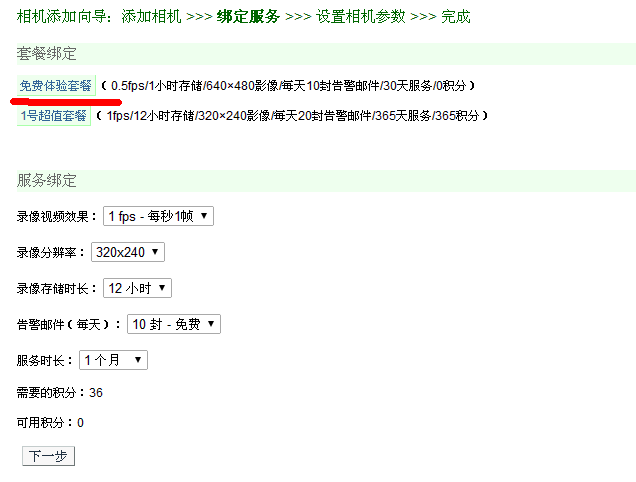 相机添加向导：添加相机 >>> 绑定服务 >>> 设置相机参数 >>> 完成
套餐绑定
免费体验套餐 （ 0.5fps/1小时存储/640×480影像/每天10封告警邮件/30天服务/0积分 ）
1号超值套餐 （ 1fps/12小时存储/320×240影像/每天20封告警邮件/365天服务/365积分 ）
服务绑定
录像视频效果： 1 fps - 每秒1帧
录像分辨率： 320x240
录像存储时长： 12 小时
告警邮件（每天）： 10 封 - 免费
服务时长： 1 个月
需要的积分：36
可用积分：0
下一步